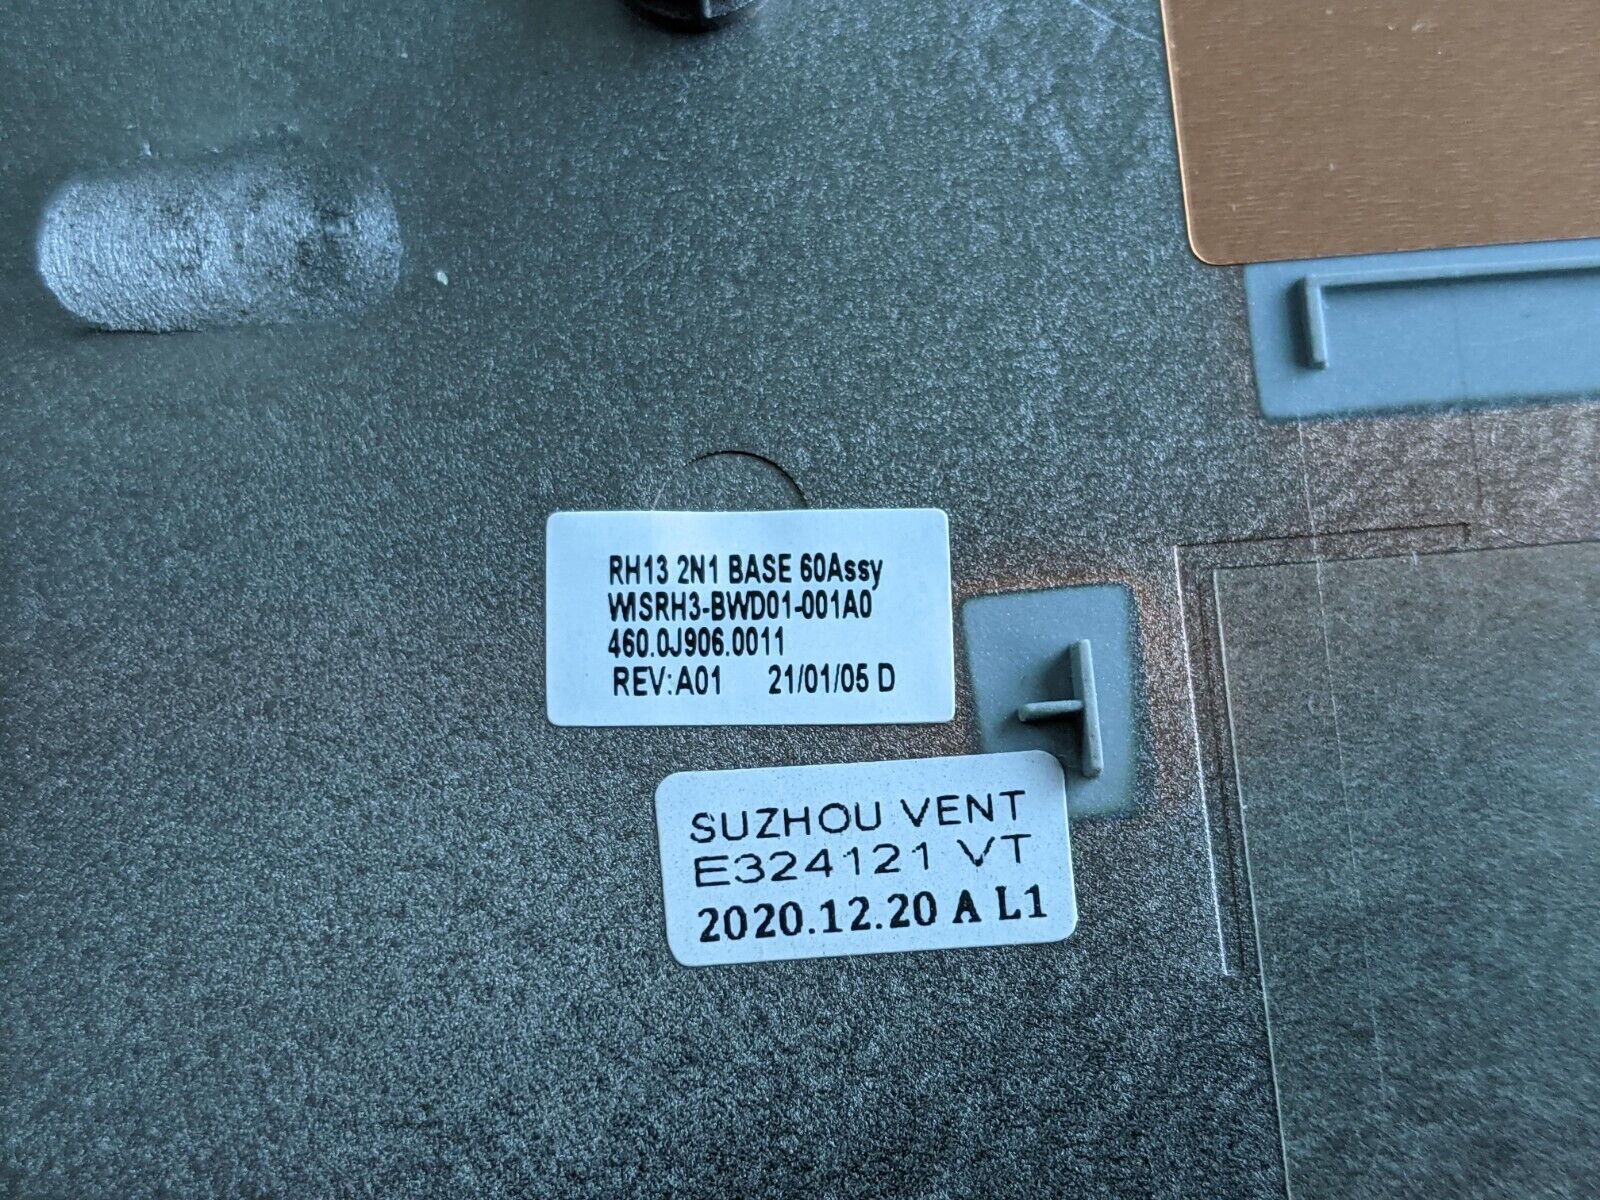 RH13 2N1 BASE 60Assy
WISRH3-BWD01-001A0
460.0J906.0011
REV:A01 21/01/05 D
SUZHOU VENT
E324121 VT
2020.12.20 A L1